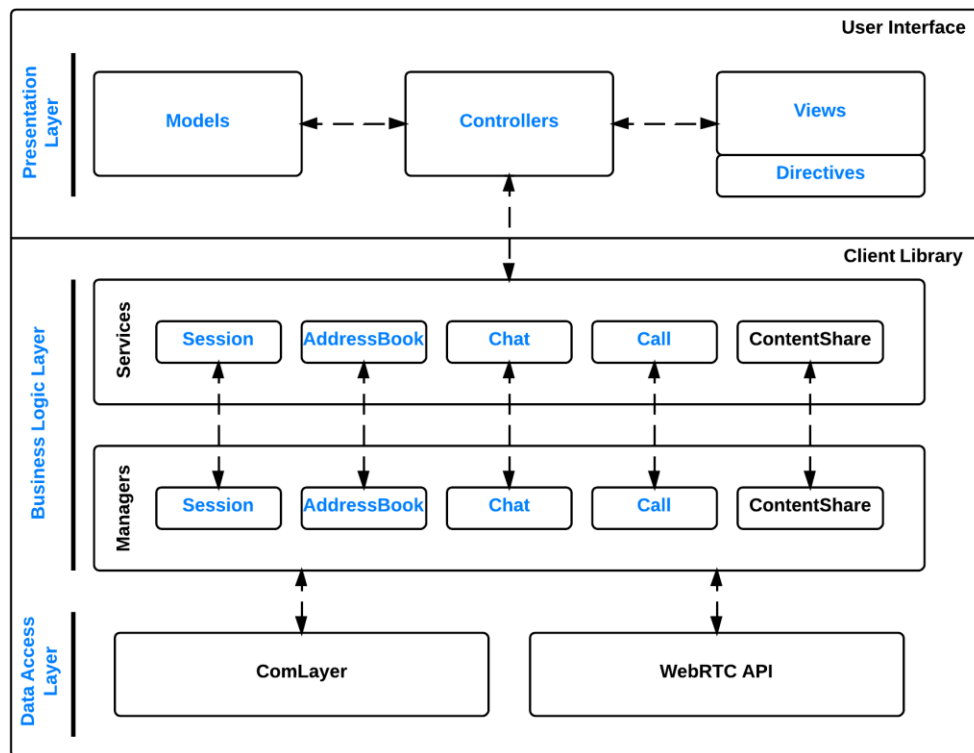 User Interface
Presentation
Layer
Models
Controllers
Views
Directives
Client Library
Business Logic Layer
Services
Session
AddressBook
Chat
Call
ContentShare
Managers
Session
AddressBook
Chat
Call
ContentShare
Data Access
Layer
ComLayer
WebRTC API